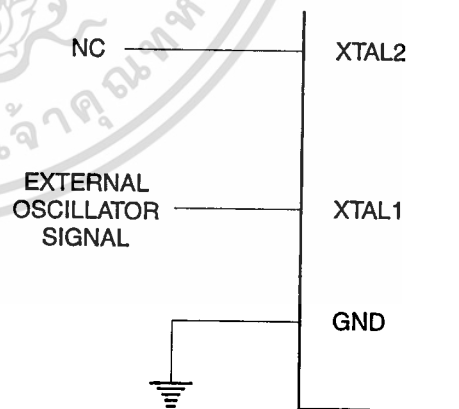 NC
XTAL2
EXTERNAL
OSCILLATOR
SIGNAL
XTAL1
GND